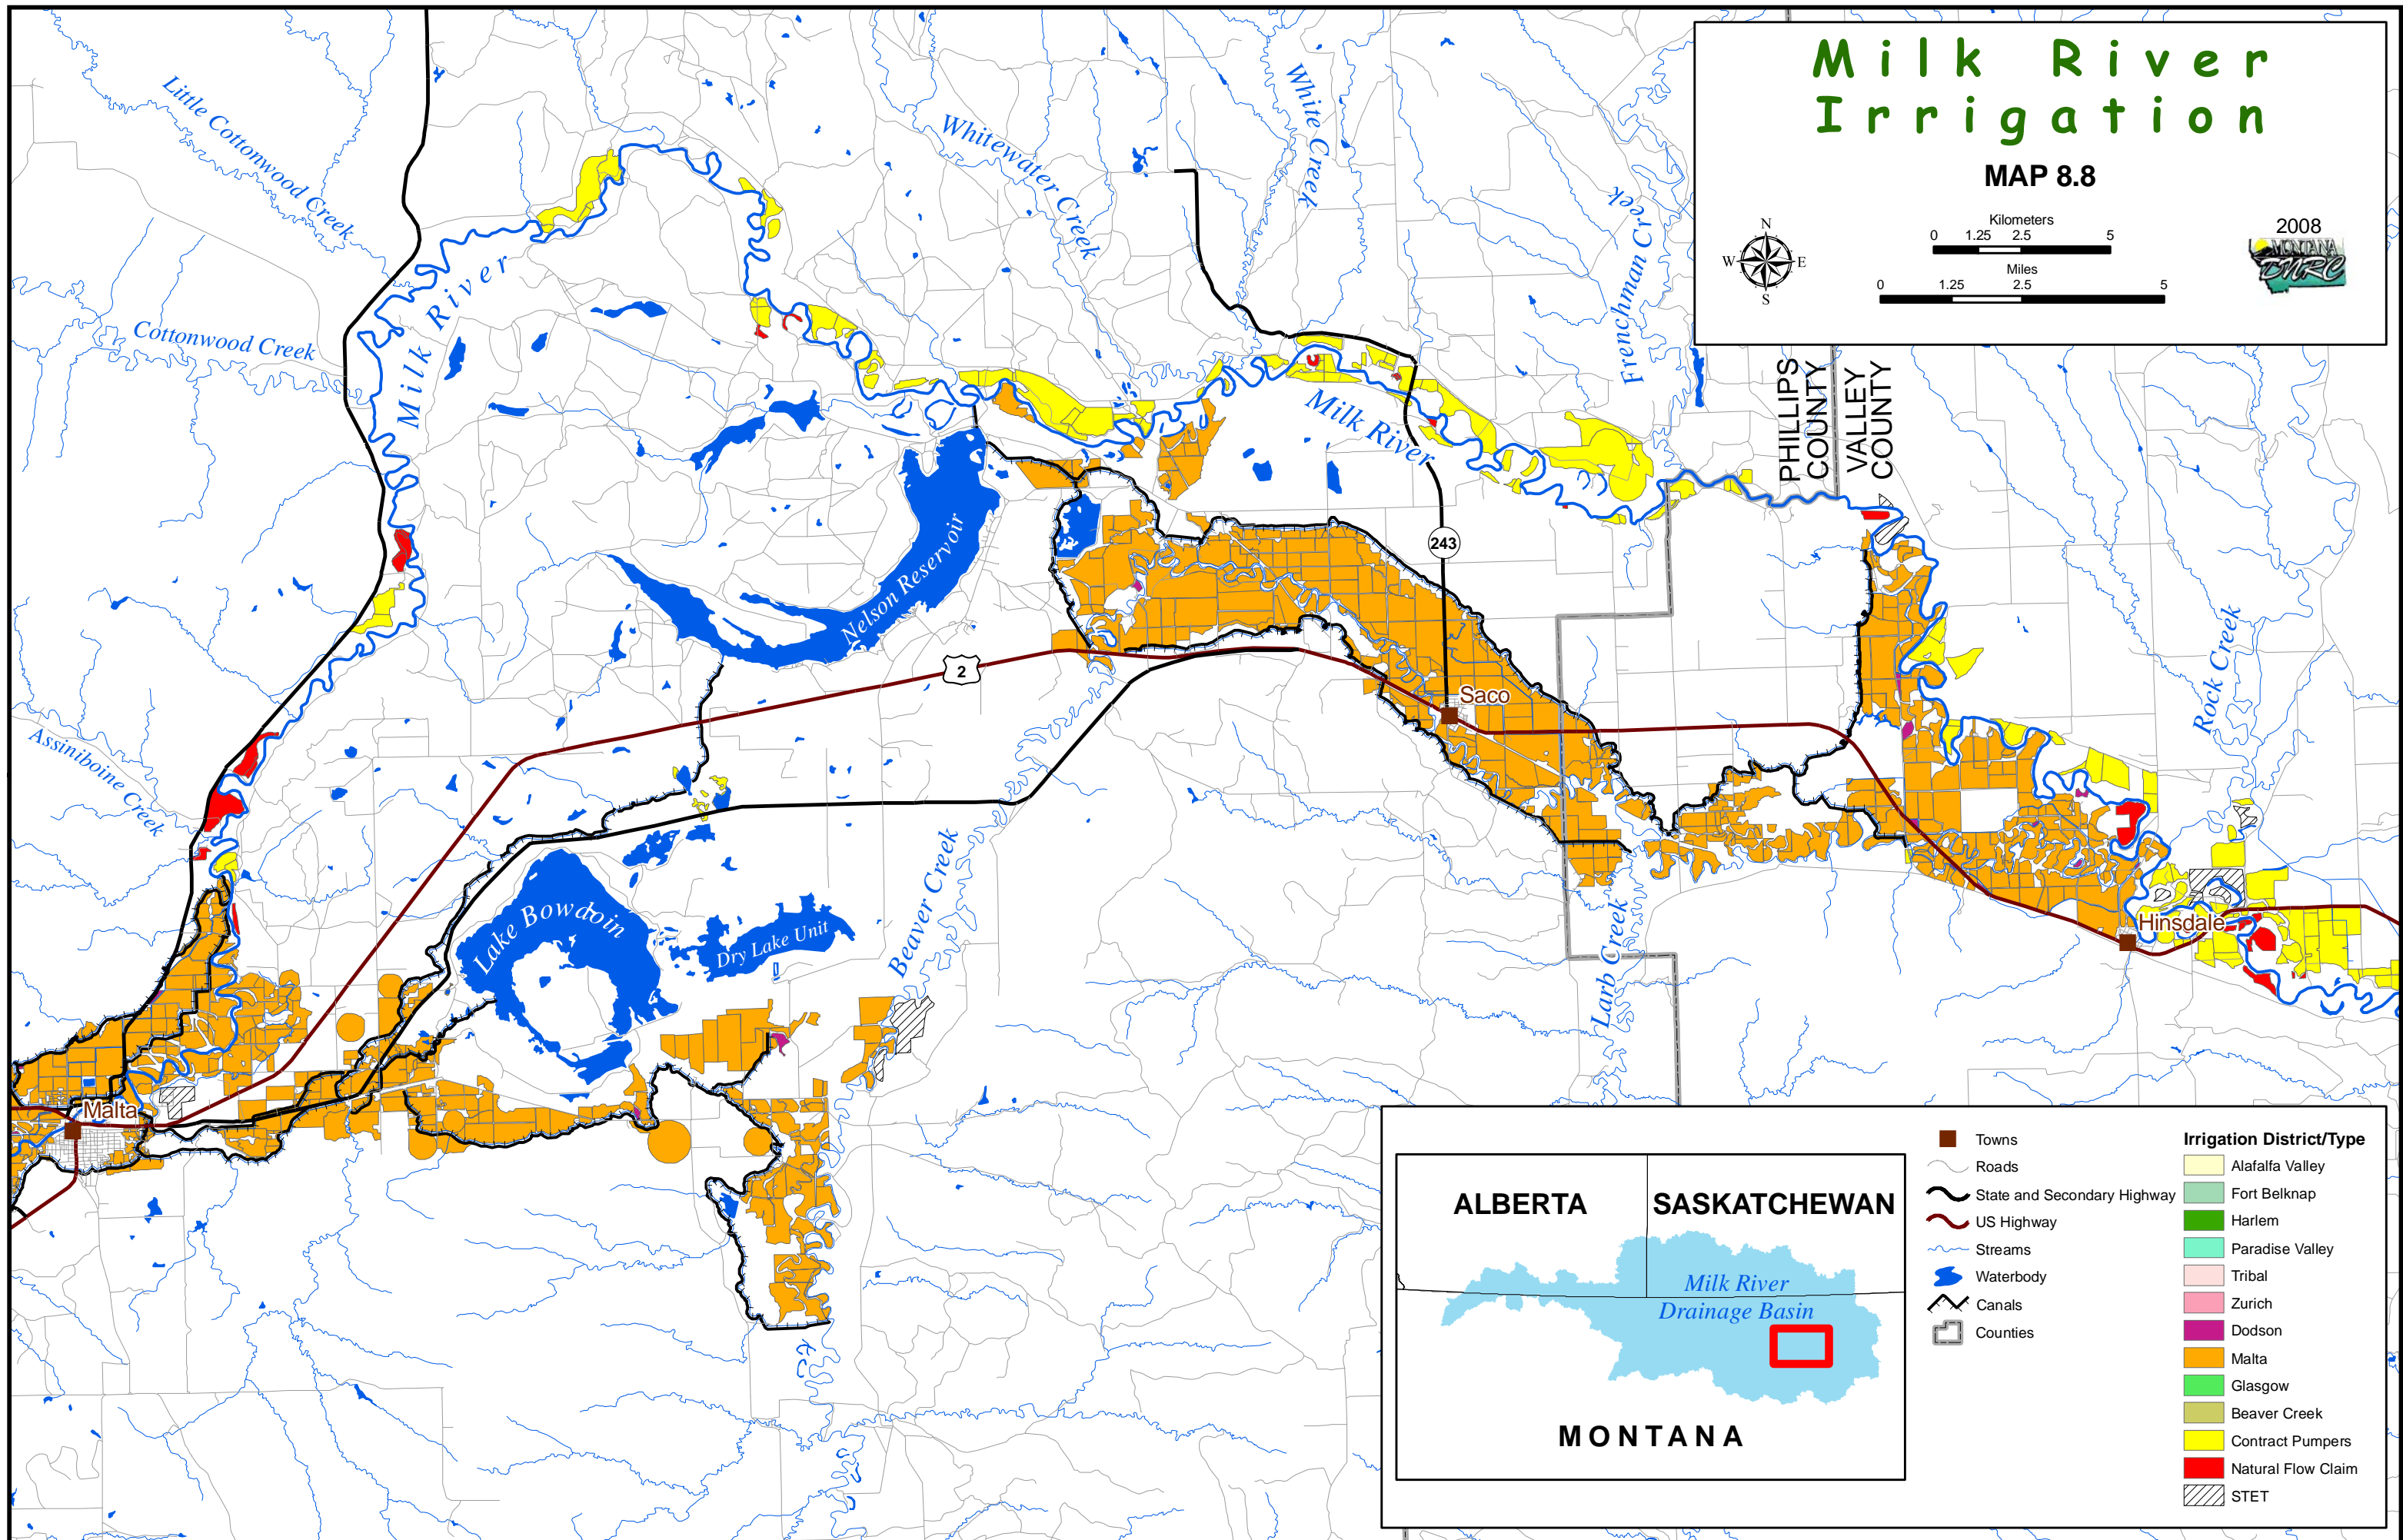 Milk River
Irrigation
MAP 8.8
Kilometers
0 1.25 2.5 5
Miles
0 1.25 2.5 5
N
W E
S
2008
MONTANA
DNRC
Little Cottonwood Creek
Cottonwood Creek
Milk River
Whitewater Creek
White Creek
Frenchman Creek
Milk River
PHILLIPS
COUNTY
VALLEY
COUNTY
Nelson Reservoir
243
2
Saco
Rock Creek
Assiniboine Creek
Lake Bowdoin
Dry Lake Unit
Beaver Creek
Larb Creek
Hinsdale
Malta
ALBERTA
SASKATCHEWAN
Milk River
Drainage Basin
MONTANA
Towns
Roads
State and Secondary Highway
US Highway
Streams
Waterbody
Canals
Counties
Irrigation District/Type
Alafalfa Valley
Fort Belknap
Harlem
Paradise Valley
Tribal
Zurich
Dodson
Malta
Glasgow
Beaver Creek
Contract Pumpers
Natural Flow Claim
STET